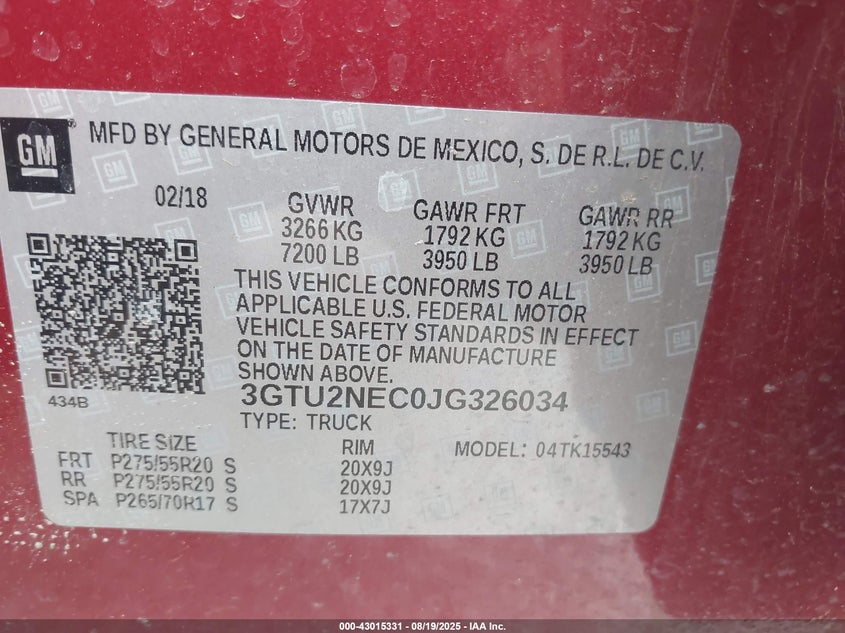 GM MFD BY GENERAL MOTORS DE MEXICO, S. DE R.L. DE C.V.
02/18 GVWR GAWR FRT GAWR RR
3266 KG 1792 KG 1792 KG
7200 LB 3950 LB 3950 LB
THIS VEHICLE CONFORMS TO ALL
APPLICABLE U.S. FEDERAL MOTOR
VEHICLE SAFETY STANDARDS IN EFFECT
ON THE DATE OF MANUFACTURE
SHOWN ABOVE.
434B 3GTU2NEC0JG326034
TYPE: TRUCK
TIRE SIZE RIM MODEL: 04TK15543
FRT P275/55R20 S 20X9J
RR P275/55R20 S 20X9J
SPA P265/70R17 S 17X7J
000-43015331 - 08/19/2025 - IAA Inc.